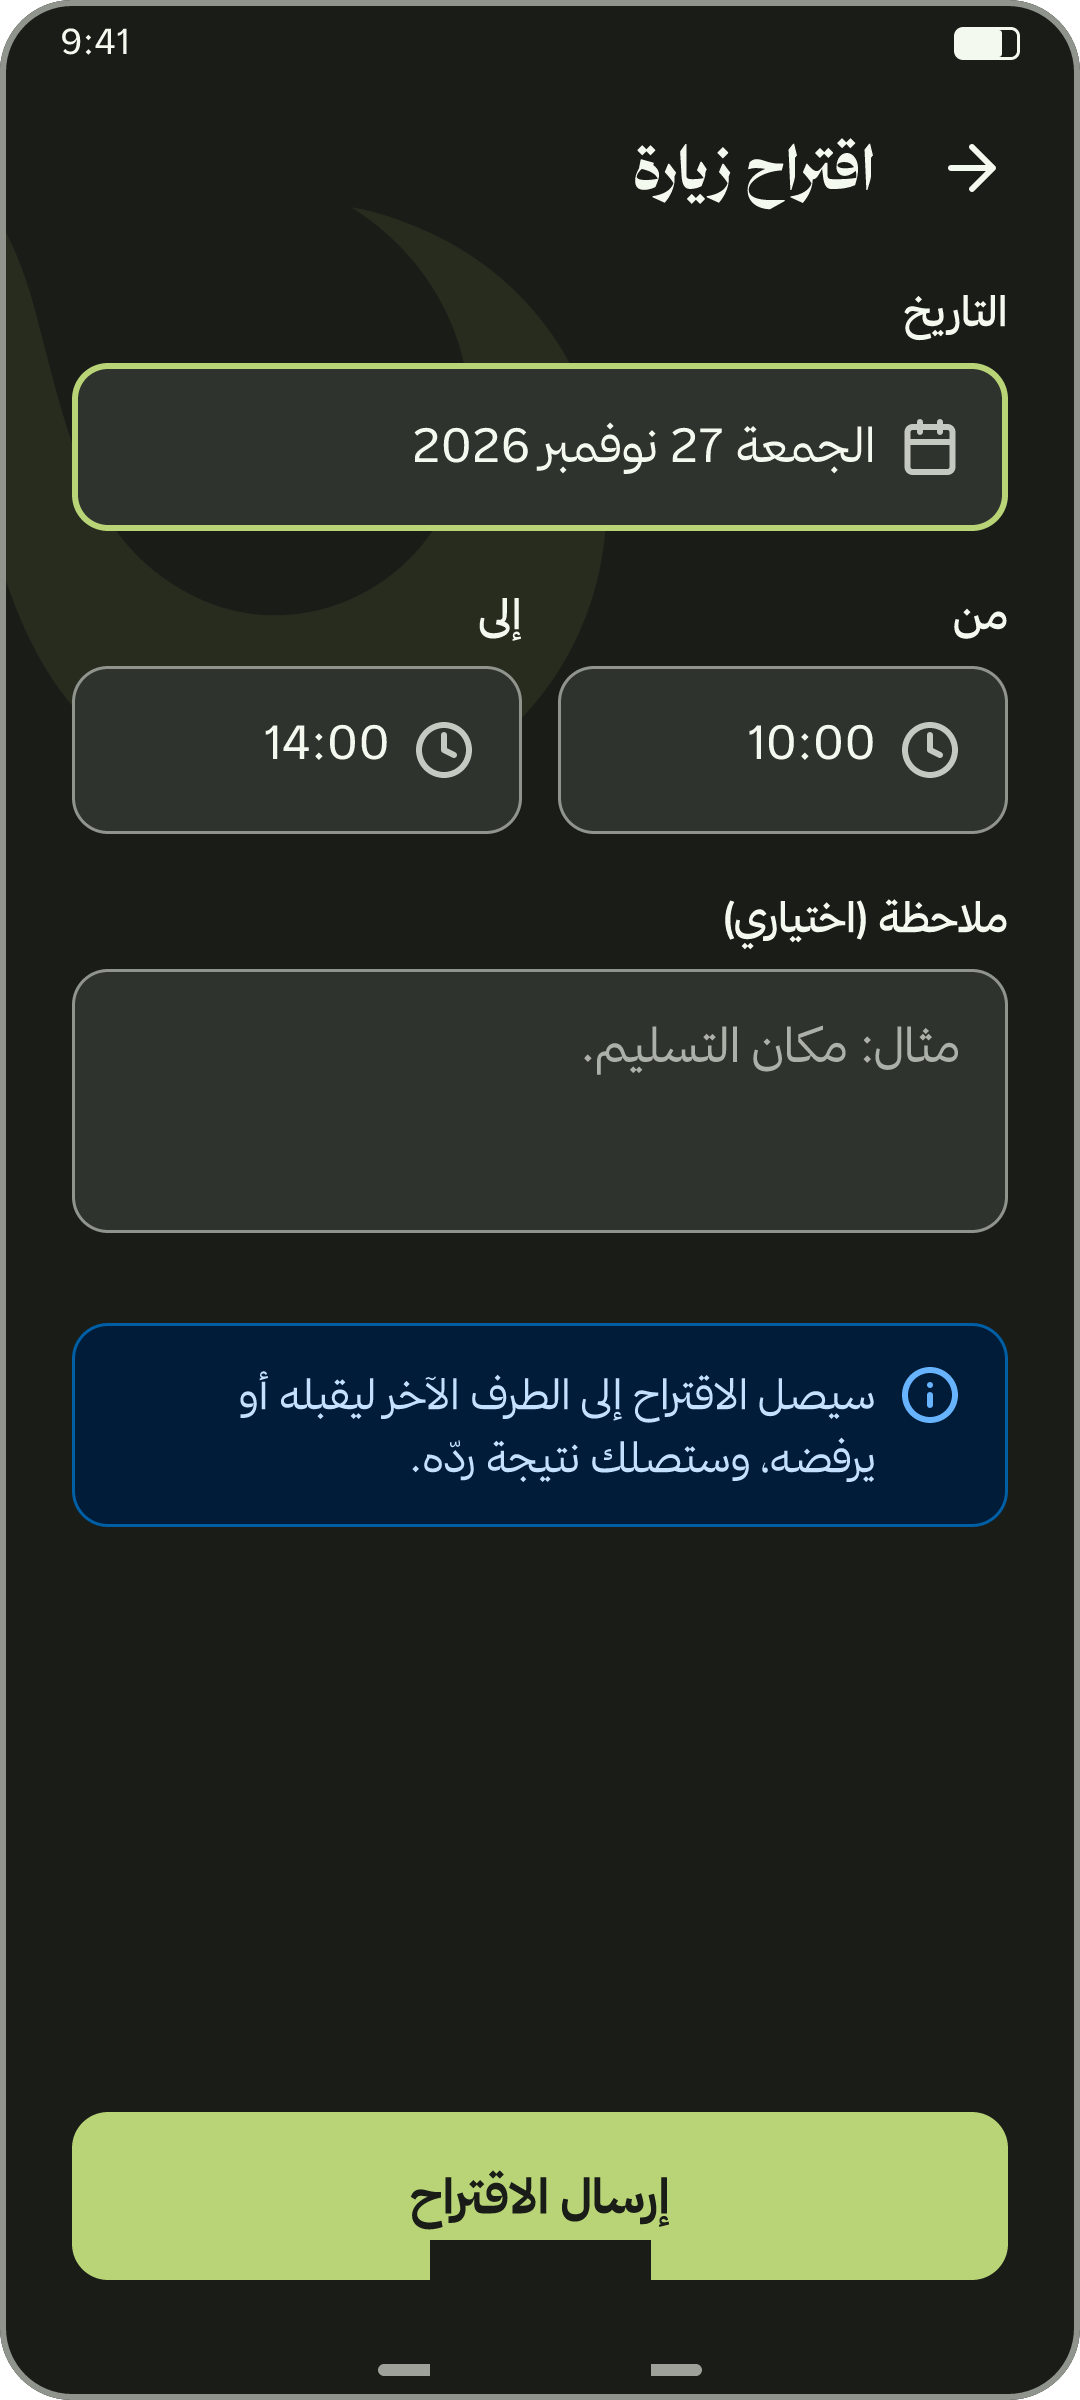 9:41
اقتراح زيارة
التاريخ
الجمعة 27 نوفمبر 2026
من
10:00
إلى
14:00
ملاحظة (اختياري)
مثال: مكان التسليم.
سيصل الاقتراح إلى الطرف الآخر ليقبله أو
يرفضه، وستصلك نتيجة ردّه.
إرسال الاقتراح